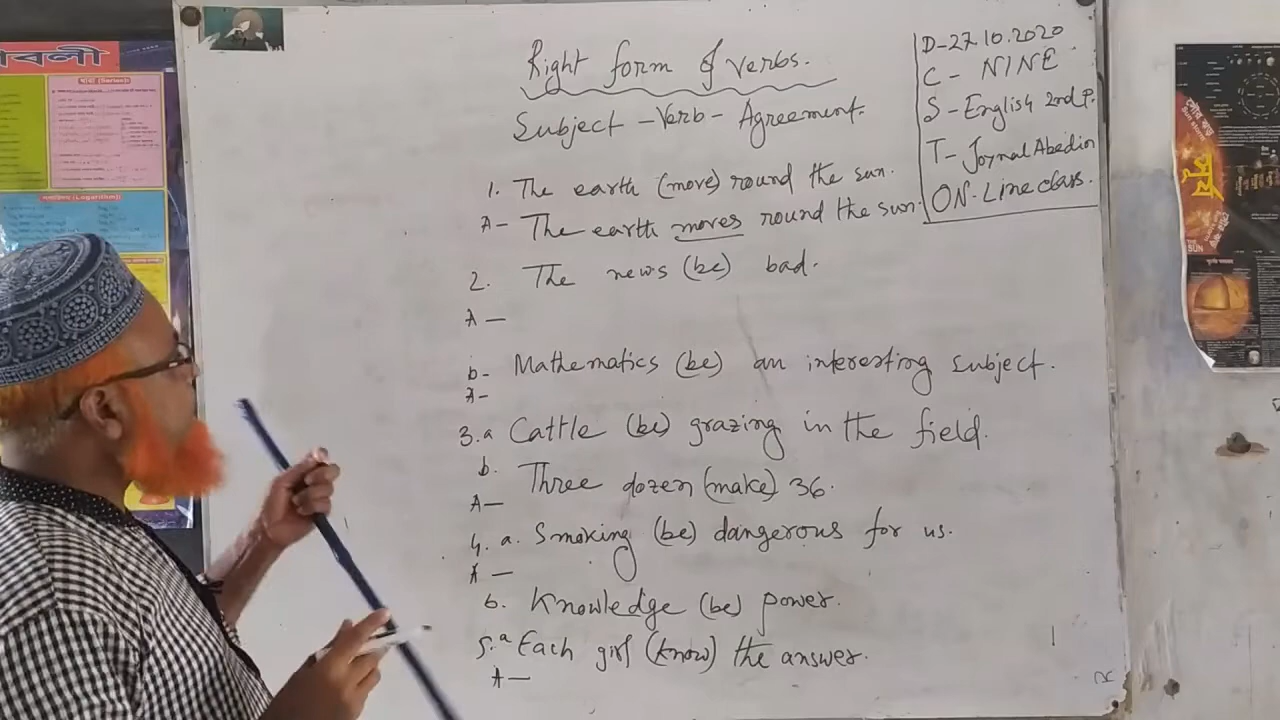 Right form of verbs.
Subject - Verb - Agreement.
D-27.10.2020
C - NINE
S - English 2nd P.
T - Joynal Abedin
ON-Line class.
1. The earth (move) round the sun.
A- The earth moves round the sun.
2. The news (be) bad.
A —
b- Mathematics (be) an interesting subject.
A-
3.a Cattle (be) grazing in the field.
b. Three dozen (make) 36.
A—
4. a. Smoking (be) dangerous for us.
A —
b. Knowledge (be) power.
5.a Each girl (know) the answer.
A—
সূর্য
THE SUN